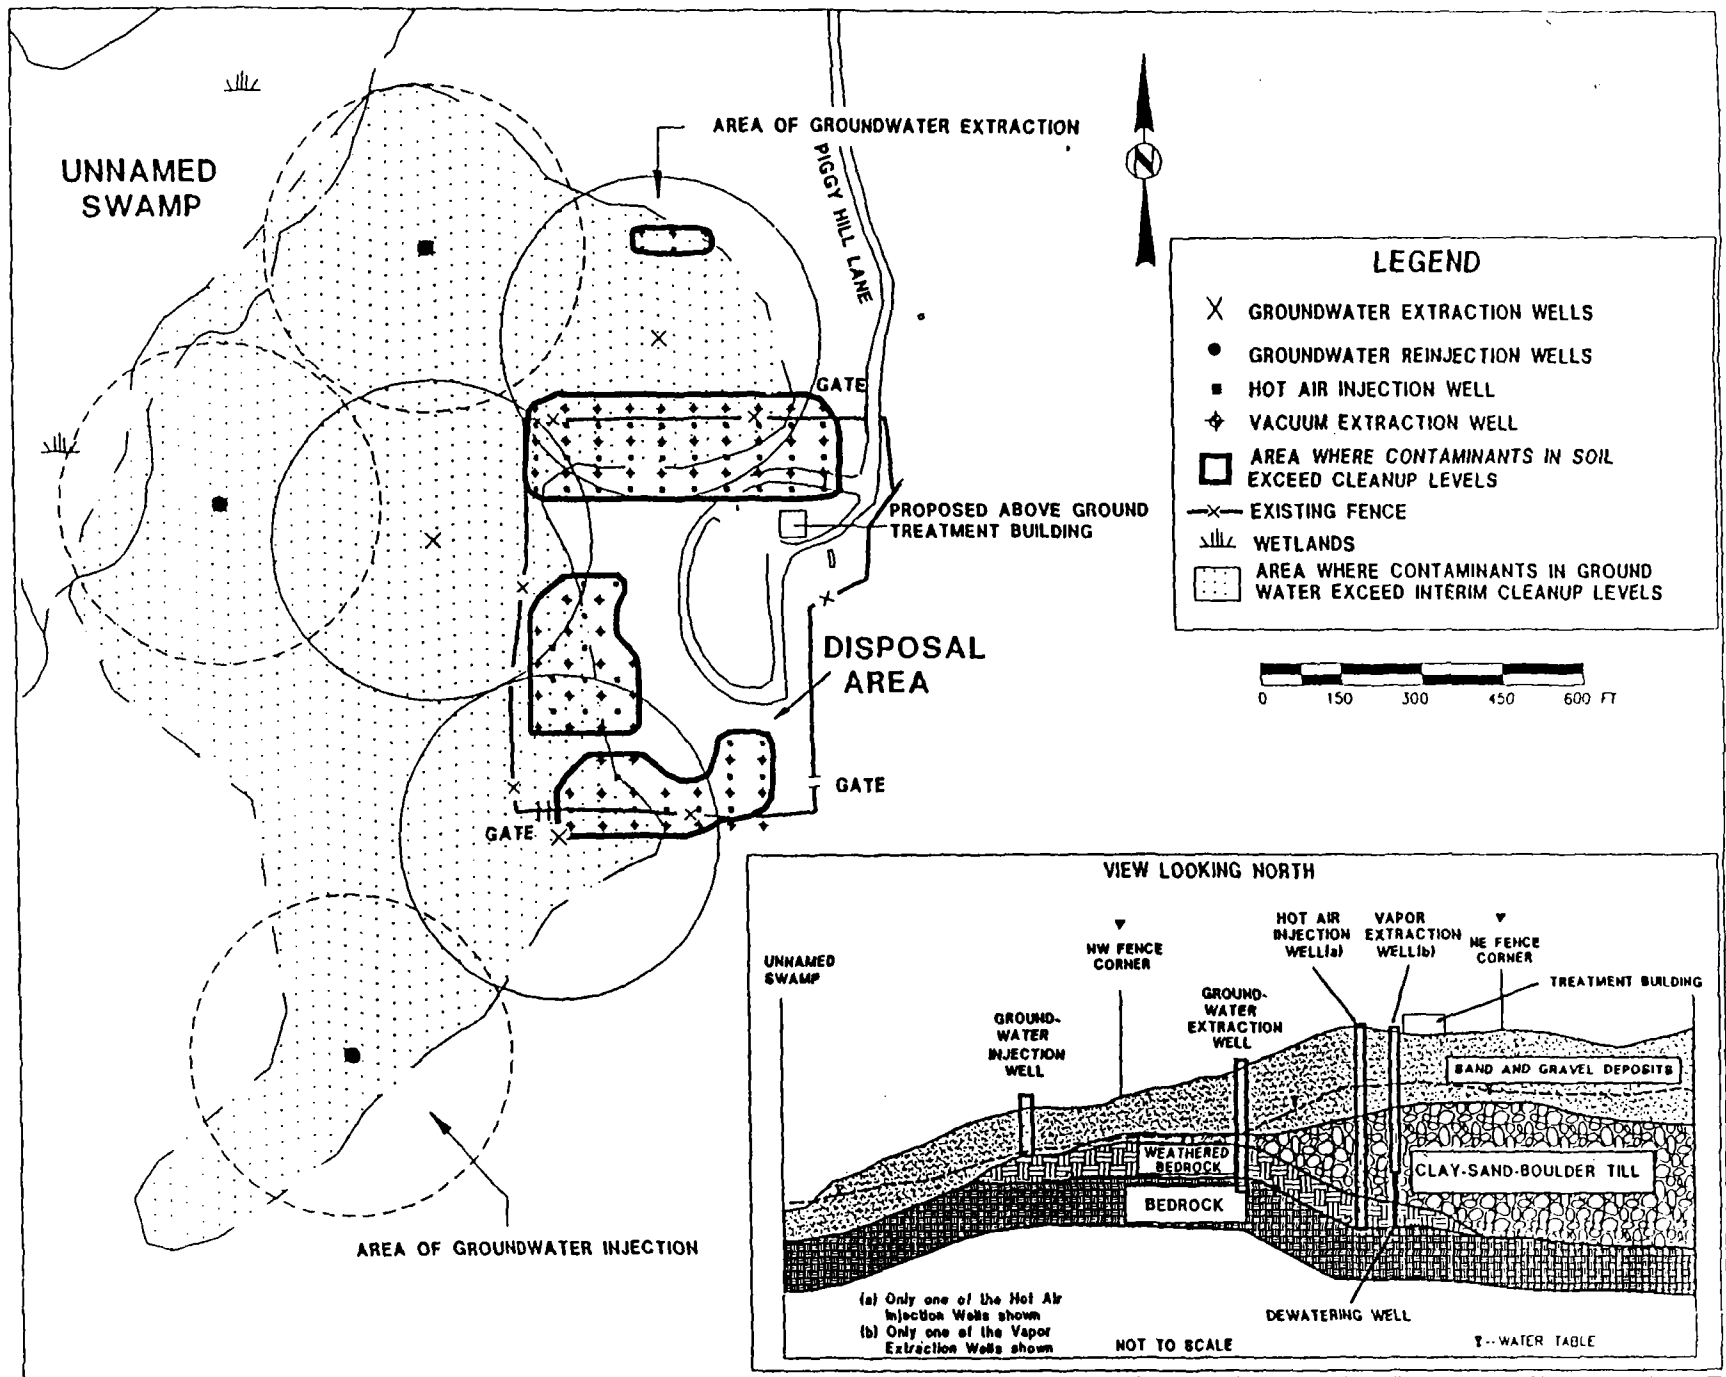 AREA OF GROUNDWATER EXTRACTION
UNNAMED
SWAMP
PIGGY HILL LANE
N
GATE
PROPOSED ABOVE GROUND
TREATMENT BUILDING
DISPOSAL
AREA
GATE
GATE
AREA OF GROUNDWATER INJECTION
LEGEND
GROUNDWATER EXTRACTION WELLS
GROUNDWATER REINJECTION WELLS
HOT AIR INJECTION WELL
VACUUM EXTRACTION WELL
AREA WHERE CONTAMINANTS IN SOIL
EXCEED CLEANUP LEVELS
EXISTING FENCE
WETLANDS
AREA WHERE CONTAMINANTS IN GROUND
WATER EXCEED INTERIM CLEANUP LEVELS
0 150 300 450 600 FT
VIEW LOOKING NORTH
UNNAMED
SWAMP
NW FENCE
CORNER
HOT AIR
INJECTION
WELL(a)
VAPOR
EXTRACTION
WELL(b)
NE FENCE
CORNER
TREATMENT BUILDING
GROUND-
WATER
INJECTION
WELL
GROUND-
WATER
EXTRACTION
WELL
SAND AND GRAVEL DEPOSITS
WEATHERED
BEDROCK
CLAY-SAND-BOULDER TILL
BEDROCK
DEWATERING WELL
(a) Only one of the Hot Air
Injection Wells shown
(b) Only one of the Vapor
Extraction Wells shown
NOT TO SCALE
--WATER TABLE